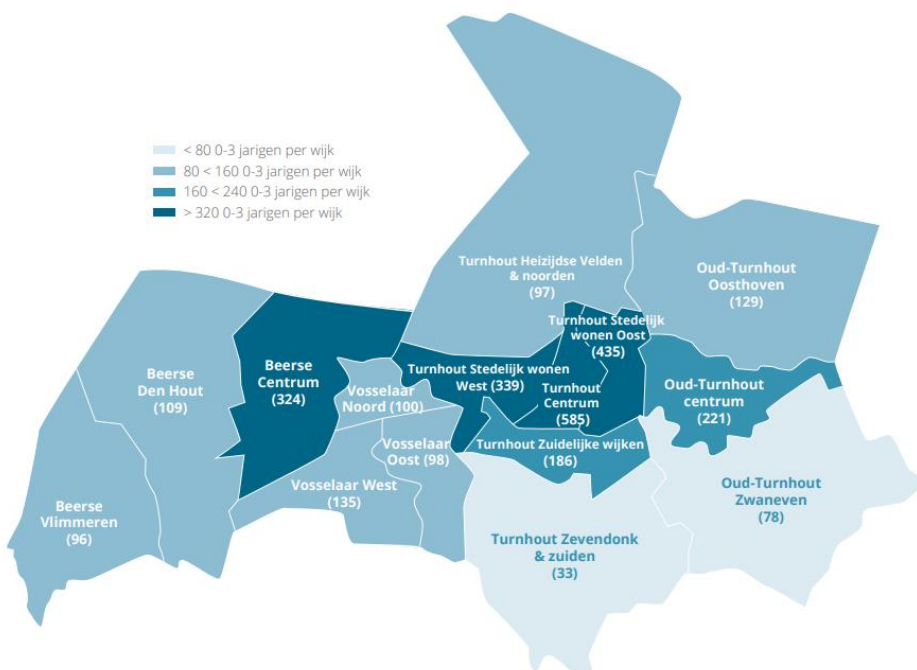 < 80 0-3 jarigen per wijk
80 < 160 0-3 jarigen per wijk
160 < 240 0-3 jarigen per wijk
> 320 0-3 jarigen per wijk
Turnhout Heizijdse Velden
& noorden
(97)
Oud-Turnhout
Oosthoven
(129)
Turnhout Stedelijk
wonen Oost
(435)
Beerse
Centrum
(324)
Turnhout Stedelijk wonen
West (339)
Beerse
Den Hout
(109)
Vosselaar
Noord (100)
Turnhout
Centrum
(585)
Oud-Turnhout
centrum
(221)
Vosselaar
Oost (98)
Turnhout Zuidelijke wijken
(186)
Vosselaar West
(135)
Oud-Turnhout
Zwaneven
(78)
Beerse
Vlimmeren
(96)
Turnhout Zevendonk
& zuiden
(33)